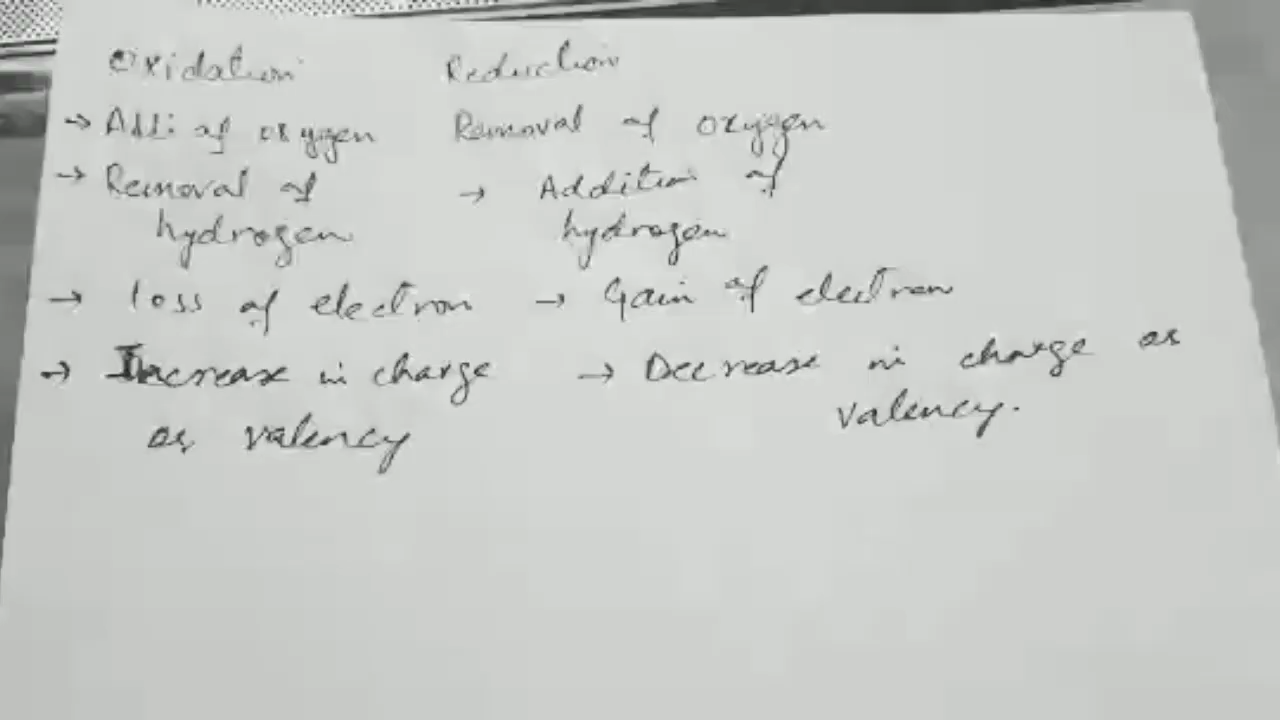 Oxidation Reduction
→ Addi of oxygen Removal of oxygen
→ Removal of → Addition of
hydrogen hydrogen
→ loss of electron → Gain of electron
→ Increase in charge → Decrease in charge or
or valency valency.